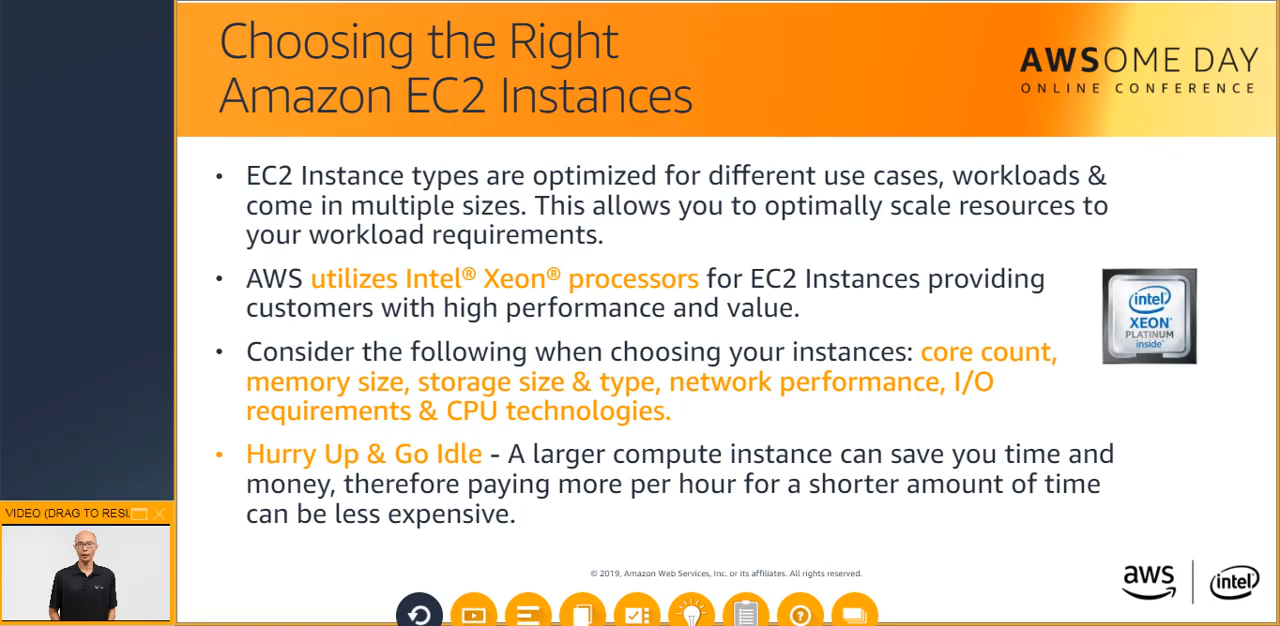 Choosing the Right
Amazon EC2 Instances
AWSOME DAY
ONLINE CONFERENCE
• EC2 Instance types are optimized for different use cases, workloads &
come in multiple sizes. This allows you to optimally scale resources to
your workload requirements.
• AWS utilizes Intel® Xeon® processors for EC2 Instances providing
customers with high performance and value.
intel
XEON®
PLATINUM
inside™
• Consider the following when choosing your instances: core count,
memory size, storage size & type, network performance, I/O
requirements & CPU technologies.
• Hurry Up & Go Idle - A larger compute instance can save you time and
money, therefore paying more per hour for a shorter amount of time
can be less expensive.
VIDEO (DRAG TO RESI
© 2019, Amazon Web Services, Inc. or its affiliates. All rights reserved.
aws
intel